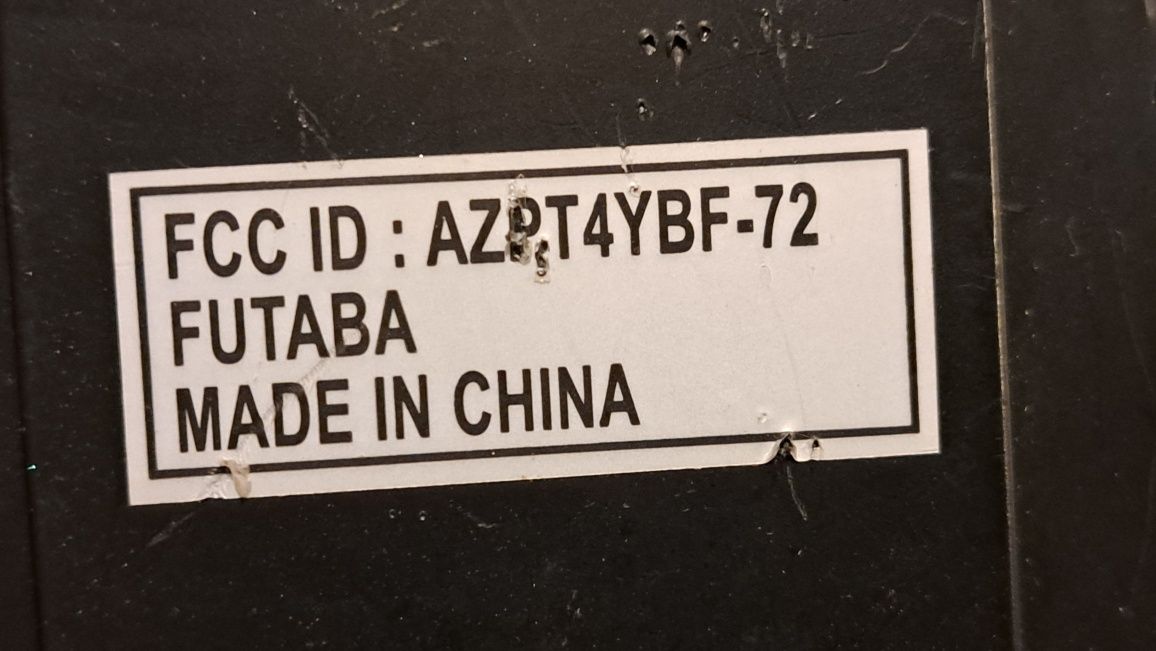 FCC ID : AZPT4YBF-72
FUTABA
MADE IN CHINA